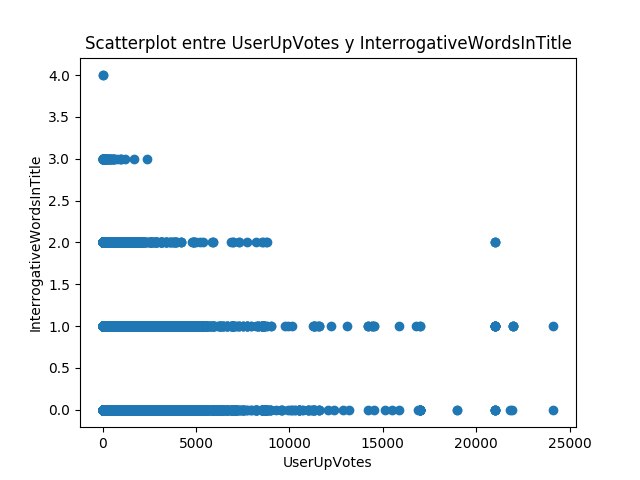 Scatterplot entre UserUpVotes y InterrogativeWordsInTitle
InterrogativeWordsInTitle
4.0
3.5
3.0
2.5
2.0
1.5
1.0
0.5
0.0
0 5000 10000 15000 20000 25000
UserUpVotes